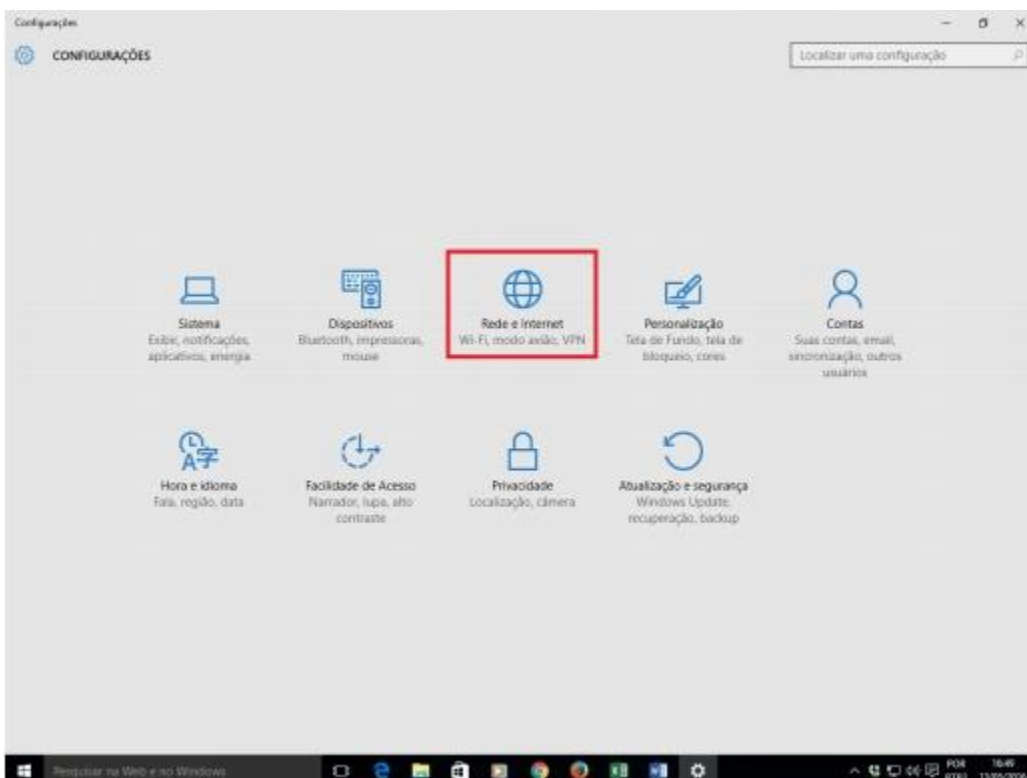 Configurações
CONFIGURAÇÕES
Localizar uma configuração
Sistema
Exibir, notificações,
aplicativos, energia
Dispositivos
Bluetooth, impressoras,
mouse
Rede e Internet
Wi-Fi, modo avião, VPN
Personalização
Tela de Fundo, tela de
bloqueio, cores
Contas
Suas contas, email,
sincronização, outros
usuários
Hora e idioma
Fala, região, data
Facilidade de Acesso
Narrador, lupa, alto
contraste
Privacidade
Localização, câmera
Atualização e segurança
Windows Update,
recuperação, backup
Pesquisar na Web e no Windows
POR
16:49